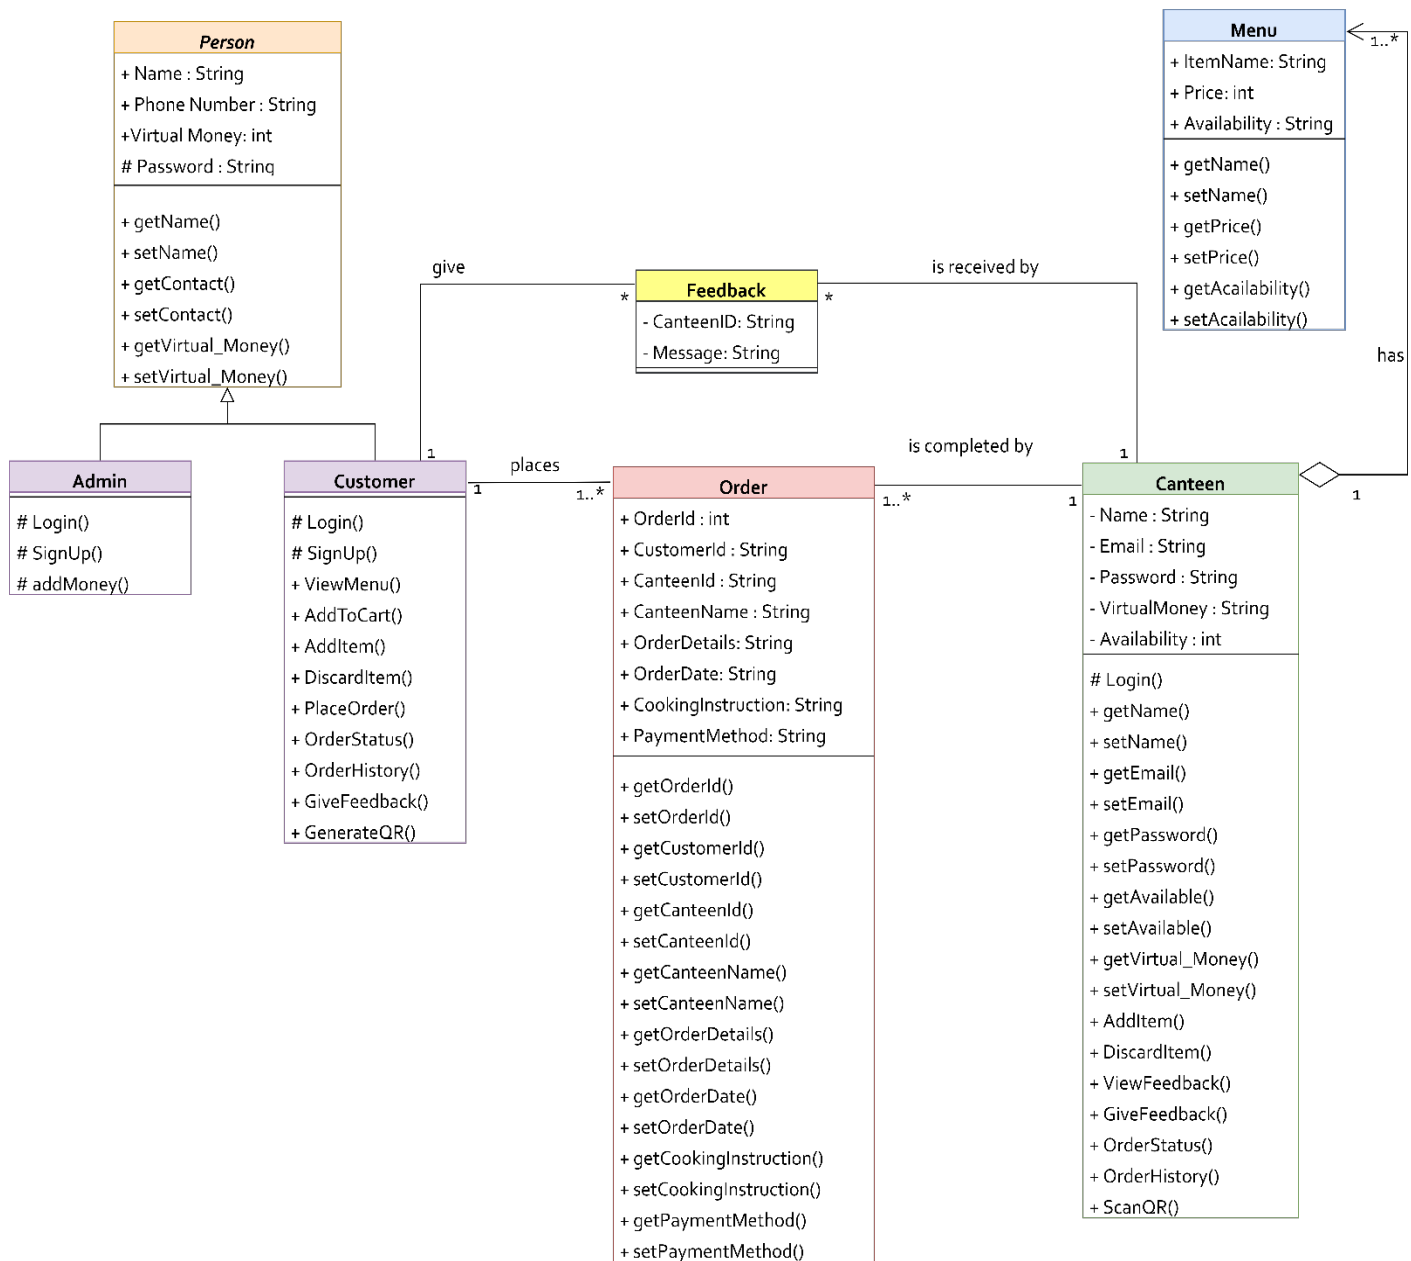 Person
+ Name : String
+ Phone Number : String
+Virtual Money: int
# Password : String
+ getName()
+ setName()
+ getContact()
+ setContact()
+ getVirtual_Money()
+ setVirtual_Money()
Menu
+ ItemName: String
+ Price: int
+ Availability : String
+ getName()
+ setName()
+ getPrice()
+ setPrice()
+ getAcailability()
+ setAcailability()
1..*
has
1
give
*
Feedback
- CanteenID: String
- Message: String
*
is received by
1
1
Admin
# Login()
# SignUp()
# addMoney()
Customer
# Login()
# SignUp()
+ ViewMenu()
+ AddToCart()
+ AddItem()
+ DiscardItem()
+ PlaceOrder()
+ OrderStatus()
+ OrderHistory()
+ GiveFeedback()
+ GenerateQR()
places
1
1..*
Order
+ OrderId : int
+ CustomerId : String
+ CanteenId : String
+ CanteenName : String
+ OrderDetails: String
+ OrderDate: String
+ CookingInstruction: String
+ PaymentMethod: String
+ getOrderId()
+ setOrderId()
+ getCustomerId()
+ setCustomerId()
+ getCanteenId()
+ setCanteenId()
+ getCanteenName()
+ setCanteenName()
+ getOrderDetails()
+ setOrderDetails()
+ getOrderDate()
+ setOrderDate()
+ getCookingInstruction()
+ setCookingInstruction()
+ getPaymentMethod()
+ setPaymentMethod()
is completed by
1..*
1
Canteen
- Name : String
- Email : String
- Password : String
- VirtualMoney : String
- Availability : int
# Login()
+ getName()
+ setName()
+ getEmail()
+ setEmail()
+ getPassword()
+ setPassword()
+ getAvailable()
+ setAvailable()
+ getVirtual_Money()
+ setVirtual_Money()
+ AddItem()
+ DiscardItem()
+ ViewFeedback()
+ GiveFeedback()
+ OrderStatus()
+ OrderHistory()
+ ScanQR()